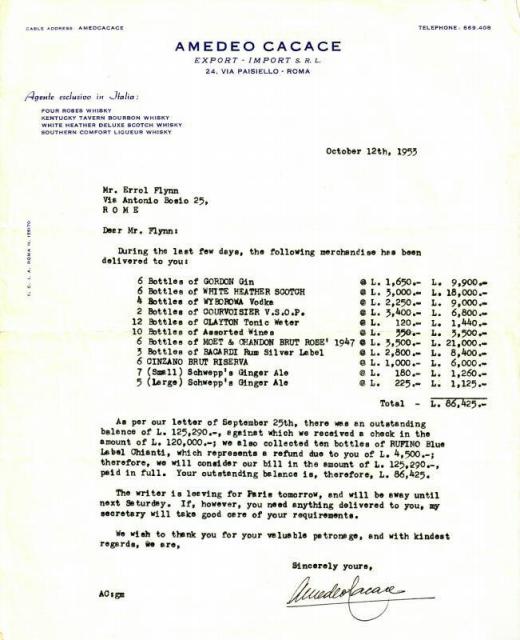 CABLE ADDRESS: AMEDCACACE
TELEPHONE: 869.408
AMEDEO CACACE
EXPORT - IMPORT S.R.L.
24, VIA PAISIELLO - ROMA
Agente esclusivo in Italia:
FOUR ROSES WHISKY
KENTUCKY TAVERN BOURBON WHISKY
WHITE HEATHER DELUXE SCOTCH WHISKY
SOUTHERN COMFORT LIQUEUR WHISKY
October 12th, 1953
Mr. Errol Flynn
Via Antonio Bosio 25,
R O M E
Dear Mr. Flynn:
During the last few days, the following merchandise has been
delivered to you:
6 Bottles of GORDON Gin @ L. 1,650.- L. 9,900.-
6 Bottles of WHITE HEATHER SCOTCH @ L. 3,000.- L. 18,000.-
4 Bottles of WYBOROWA Vodka @ L. 2,250.- L. 9,000.-
2 Bottles of COURVOISIER V.S.O.P. @ L. 3,400.- L. 6,800.-
12 Bottles of CLAYTON Tonic Water @ L. 120.- L. 1,440.-
10 Bottles of Assorted Wines @ L. 350.- L. 3,500.-
6 Bottles of MOET & CHANDON BRUT ROSE' 1947 @ L. 3,500.- L. 21,000.-
3 Bottles of BACARDI Rum Silver Label @ L. 2,800.- L. 8,400.-
6 CINZANO BRUT RISERVA @ L. 1,000.- L. 6,000.-
7 (Small) Schwepp's Ginger Ale @ L. 180.- L. 1,260.-
5 (Large) Schwepp's Ginger Ale @ L. 225.- L. 1,125.-
Total - L. 86,425.-
As per our letter of September 25th, there was an outstanding
balance of L. 125,290.-, against which we received a check in the
amount of L. 120,000.-; we also collected ten bottles of RUFINO Blue
Label Chianti, which represents a refund due to you of L. 4,500.-;
therefore, we will consider our bill in the amount of L. 125,290.-,
paid in full. Your outstanding balance is, therefore, L. 86,425.
The writer is leaving for Paris tomorrow, and will be away until
next Saturday. If, however, you need anything delivered to you, my
secretary will take good care of your requirements.
We wish to thank you for your valuable patronage, and with kindest
regards, we are,
Sincerely yours,
Amedeo Cacace
AC:gm